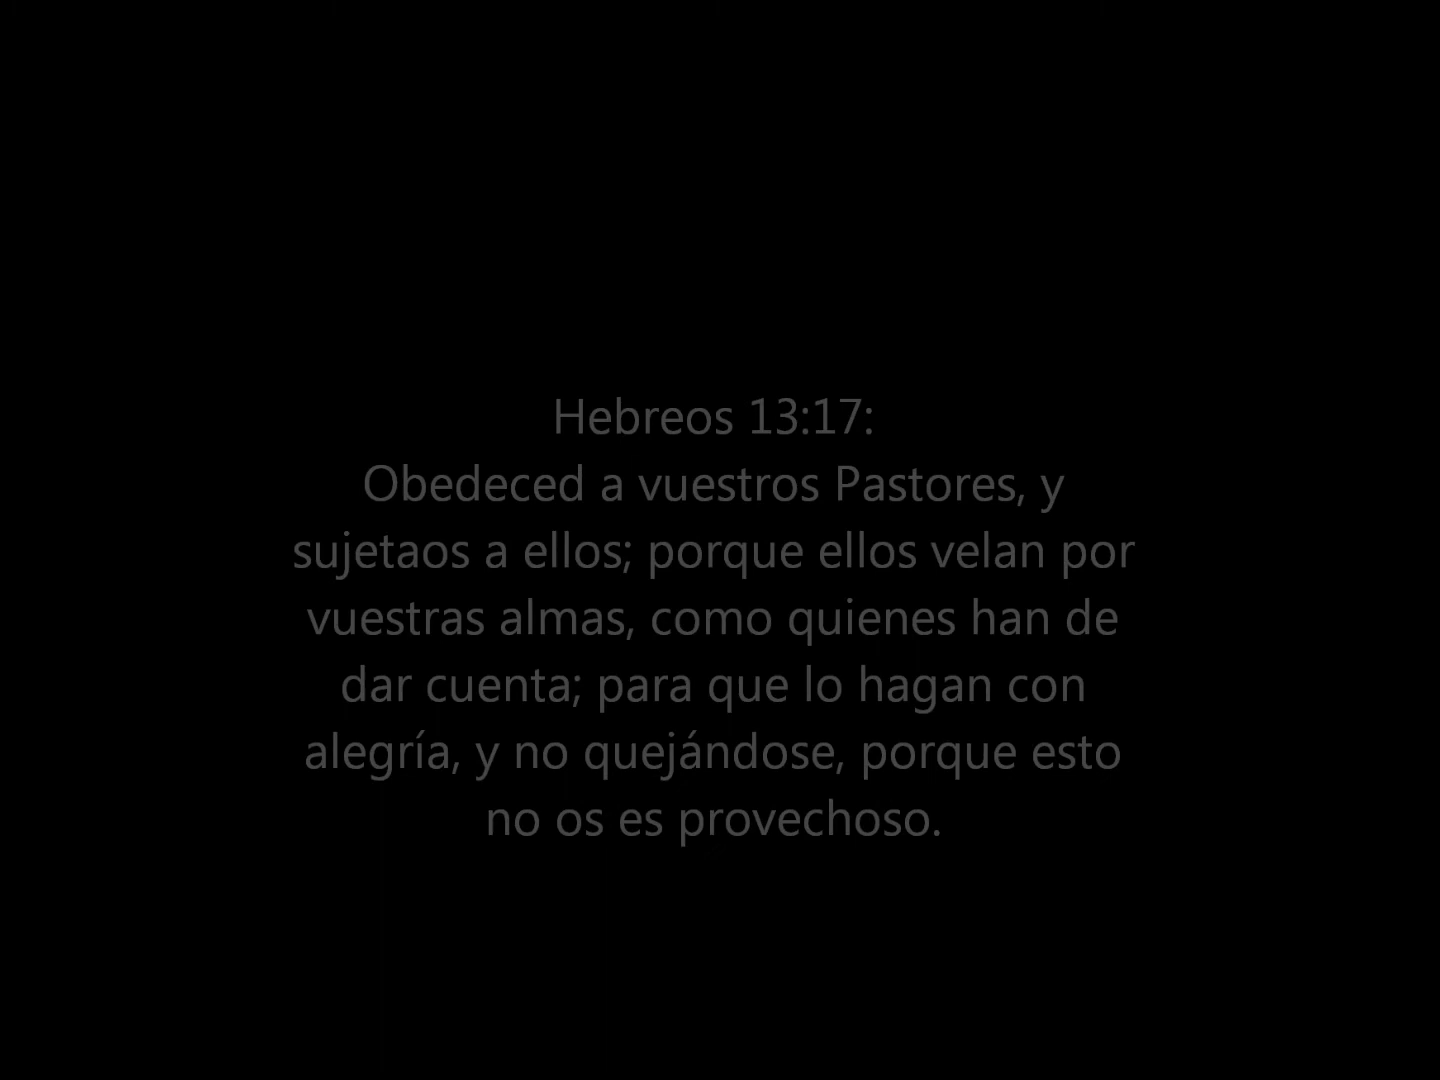 Hebreos 13:17:
Obedeced a vuestros Pastores, y
sujetaos a ellos; porque ellos velan por
vuestras almas, como quienes han de
dar cuenta; para que lo hagan con
alegría, y no quejándose, porque esto
no os es provechoso.